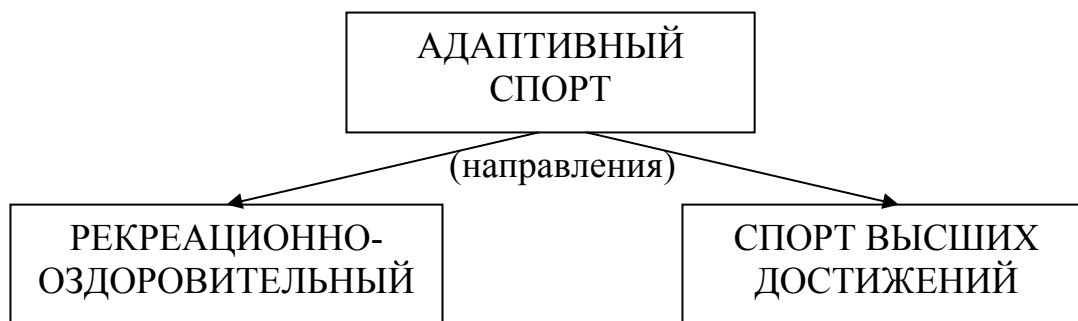 АДАПТИВНЫЙ
СПОРТ
(направления)
РЕКРЕАЦИОННО-
ОЗДОРОВИТЕЛЬНЫЙ
СПОРТ ВЫСШИХ
ДОСТИЖЕНИЙ